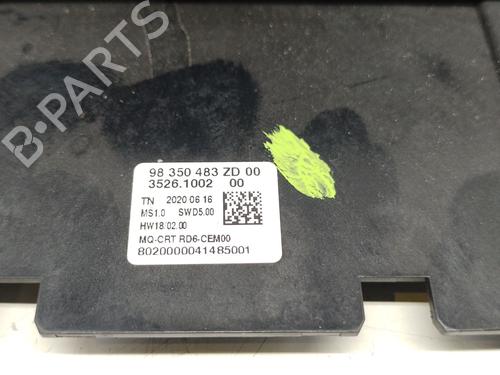 B-PARTS
98 350 483 ZD 00
3526.1002 00
TN 2020 06 16
MS1.0 SWD5.00
HW18/02.00
MQ-CRT RD6-CEM00
8020000041485001